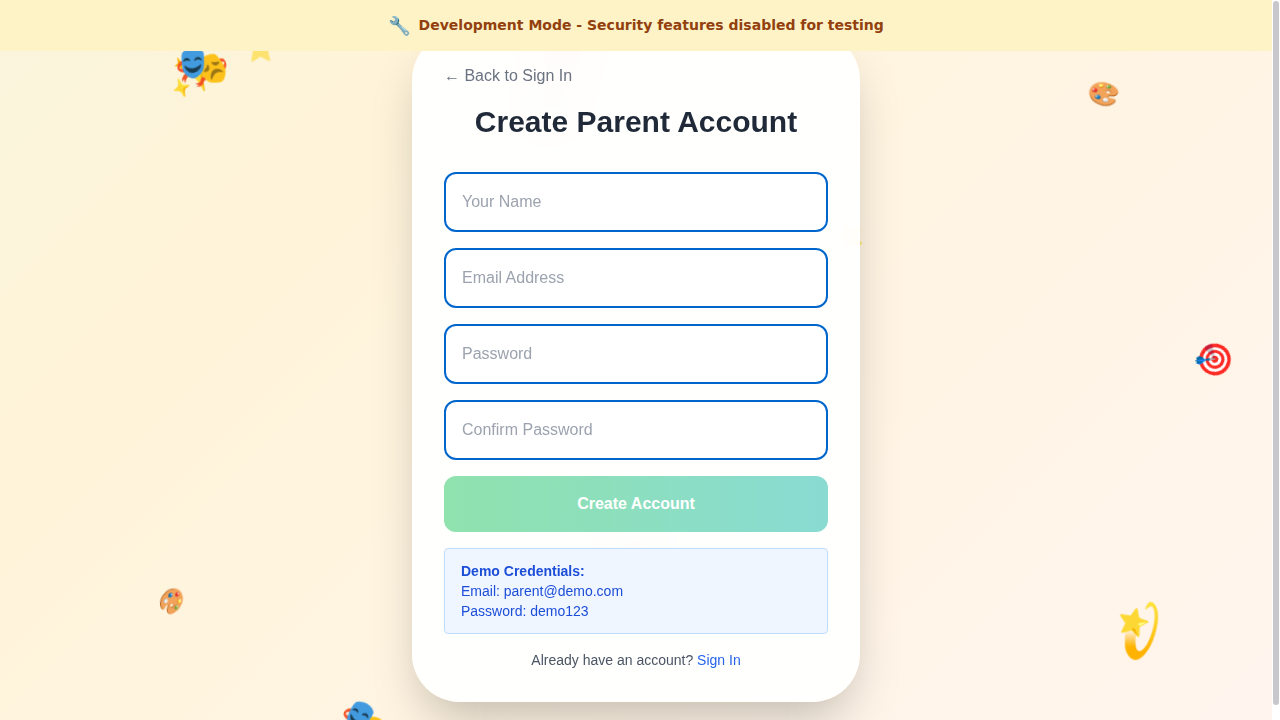 Development Mode - Security features disabled for testing
← Back to Sign In
Create Parent Account
Your Name
Email Address
Password
Confirm Password
Create Account
Demo Credentials:
Email: parent@demo.com
Password: demo123
Already have an account? Sign In